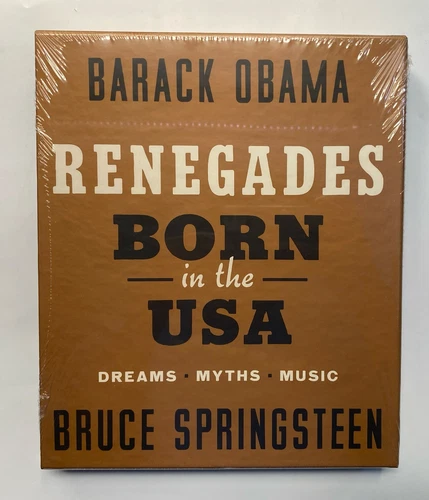 BARACK OBAMA
RENEGADES
BORN
in the
USA
DREAMS · MYTHS · MUSIC
BRUCE SPRINGSTEEN